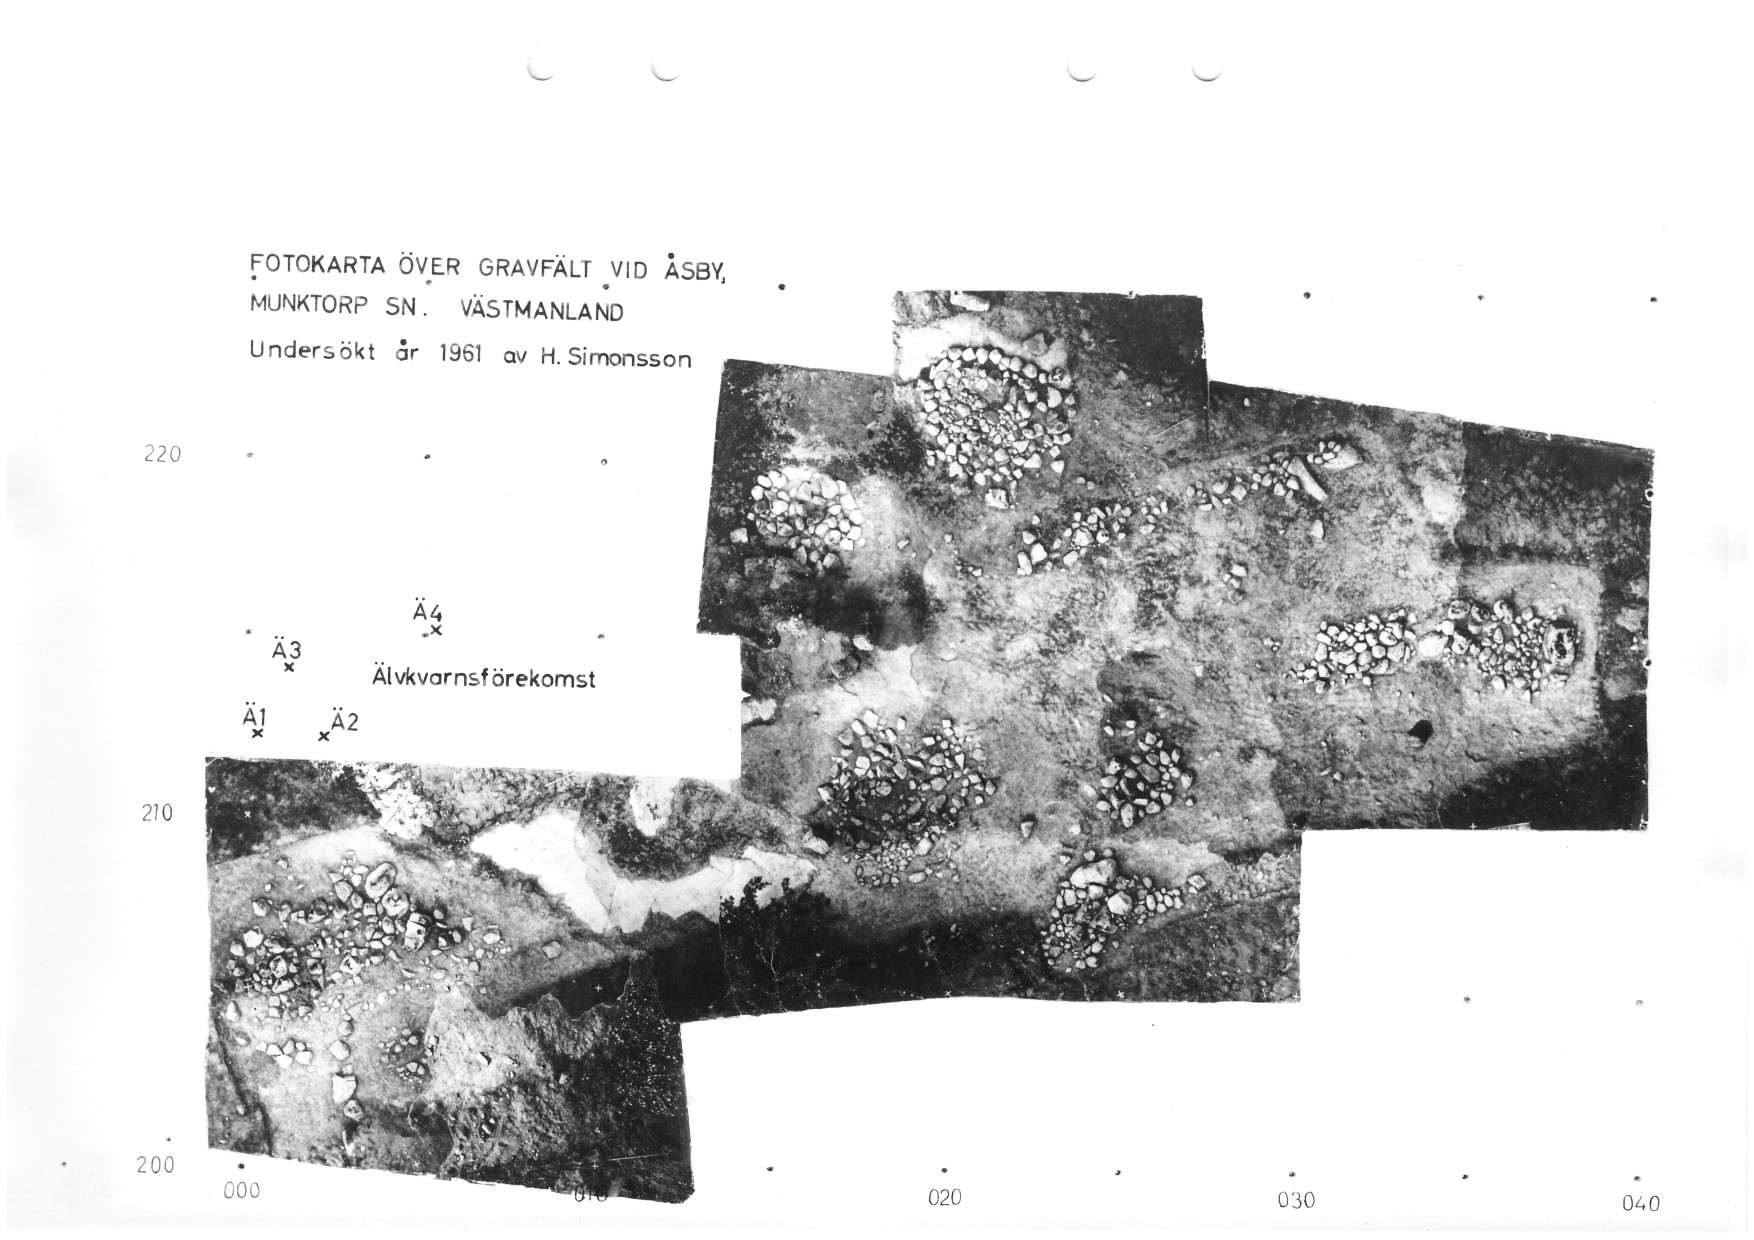 FOTOKARTA ÖVER GRAVFÄLT VID ÅSBY,
MUNKTORP SN. VÄSTMANLAND
Undersökt år 1961 av H. Simonsson
220
Ä4
Ä3
Älvkvarnsförekomst
Ä1
Ä2
210
200
000
010
020
030
040